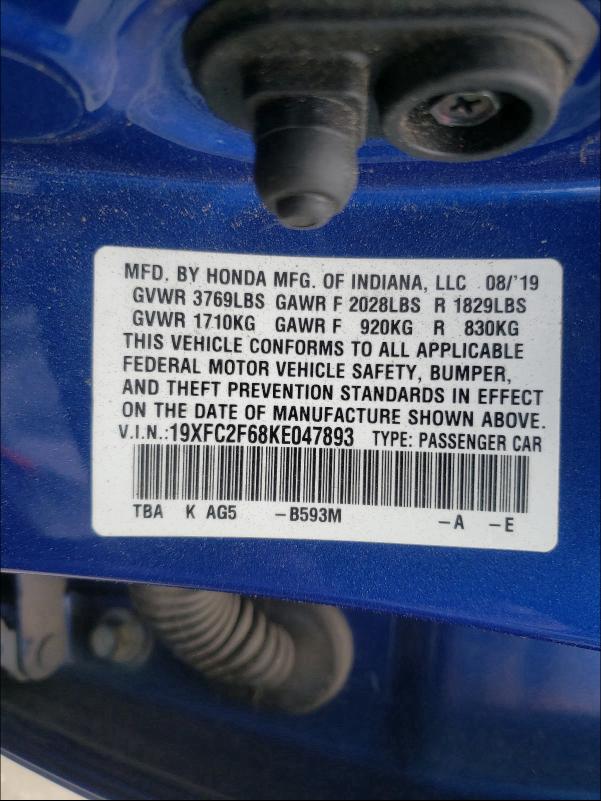 MFD. BY HONDA MFG. OF INDIANA, LLC 08/'19
GVWR 3769LBS GAWR F 2028LBS R 1829LBS
GVWR 1710KG GAWR F 920KG R 830KG
THIS VEHICLE CONFORMS TO ALL APPLICABLE
FEDERAL MOTOR VEHICLE SAFETY, BUMPER,
AND THEFT PREVENTION STANDARDS IN EFFECT
ON THE DATE OF MANUFACTURE SHOWN ABOVE.
V.I.N.:19XFC2F68KE047893 TYPE: PASSENGER CAR
TBA K AG5 -B593M -A -E